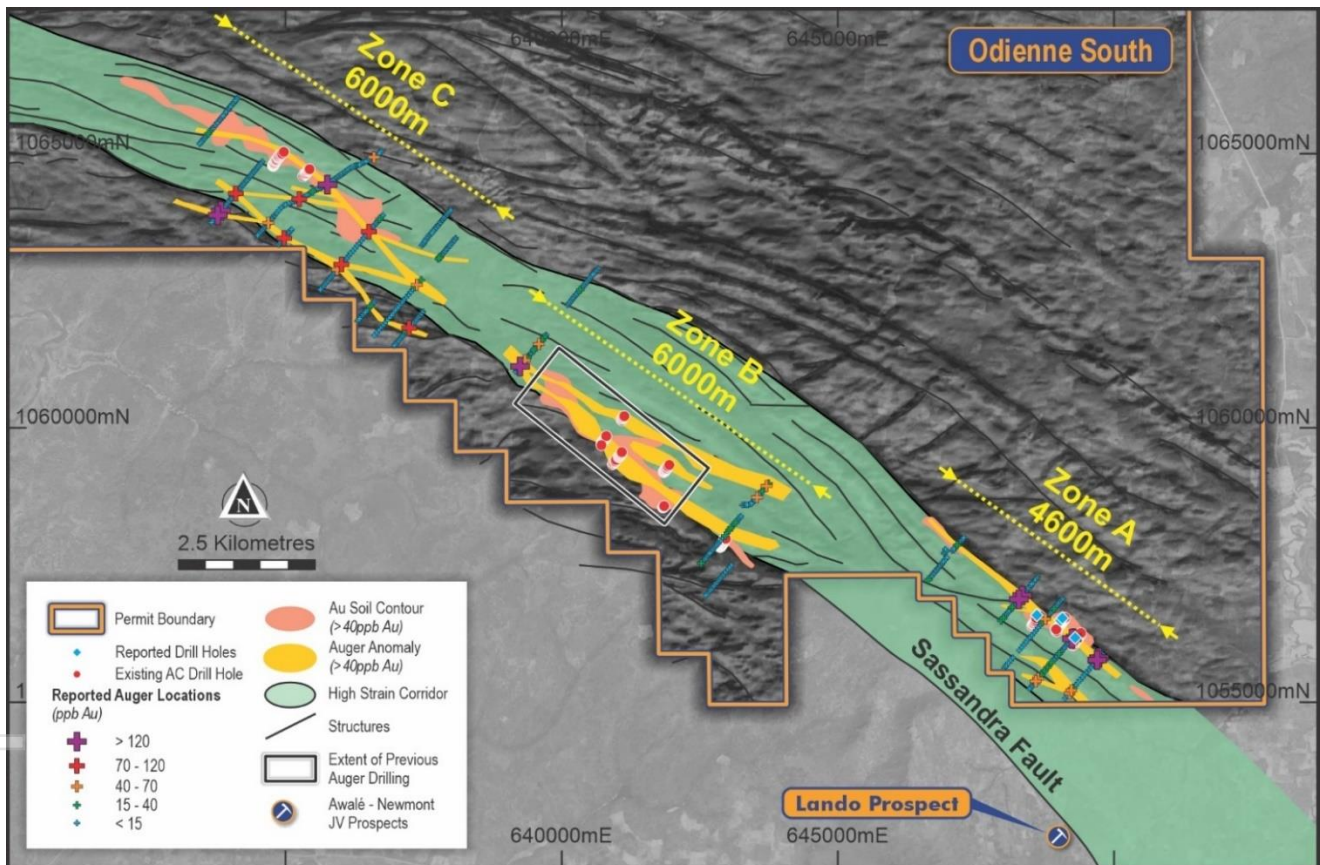 640000mE
645000mE
Odienne South
Zone C
6000m
1065000mN
1065000mN
Zone B
6000m
1060000mN
1060000mN
Zone A
4600m
N
2.5 Kilometres
1055000mN
Sassandra Fault
Lando Prospect
640000mE
645000mE
Permit Boundary
Reported Drill Holes
Existing AC Drill Hole
Reported Auger Locations
(ppb Au)
> 120
70 - 120
40 - 70
15 - 40
< 15
Au Soil Contour
(>40ppb Au)
Auger Anomaly
(>40ppb Au)
High Strain Corridor
Structures
Extent of Previous
Auger Drilling
Awalé - Newmont
JV Prospects